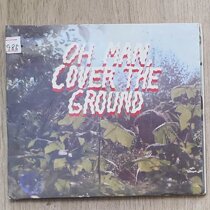 OH MAN
COVER THE
GROUND